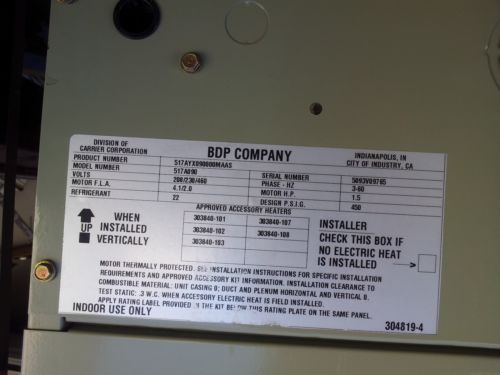 DIVISION OF
CARRIER CORPORATION
BDP COMPANY
INDIANAPOLIS, IN
CITY OF INDUSTRY, CA
PRODUCT NUMBER 517AYX090000MAAS
MODEL NUMBER 517A090 SERIAL NUMBER 5093V09765
VOLTS 208/230/460 PHASE - HZ 3-60
MOTOR F.L.A. 4.1/2.0 MOTOR H.P. 1.5
REFRIGERANT 22 DESIGN P.S.I.G. 450
APPROVED ACCESSORY HEATERS
303840-101 303840-107
303840-102 303840-108
303840-103
UP
WHEN
INSTALLED
VERTICALLY
INSTALLER
CHECK THIS BOX IF
NO ELECTRIC HEAT
IS INSTALLED
MOTOR THERMALLY PROTECTED. SEE INSTALLATION INSTRUCTIONS FOR SPECIFIC INSTALLATION
REQUIREMENTS AND APPROVED ACCESSORY KIT INFORMATION. INSTALLATION CLEARANCE TO
COMBUSTIBLE MATERIAL: UNIT CASING 0; DUCT AND PLENUM HORIZONTAL AND VERTICAL 0.
TEST STATIC: .3 W.C. WHEN ACCESSORY ELECTRIC HEAT IS FIELD INSTALLED.
APPLY RATING LABEL PROVIDED IN THE KIT BELOW THIS RATING PLATE ON THE SAME PANEL.
INDOOR USE ONLY
304819-4